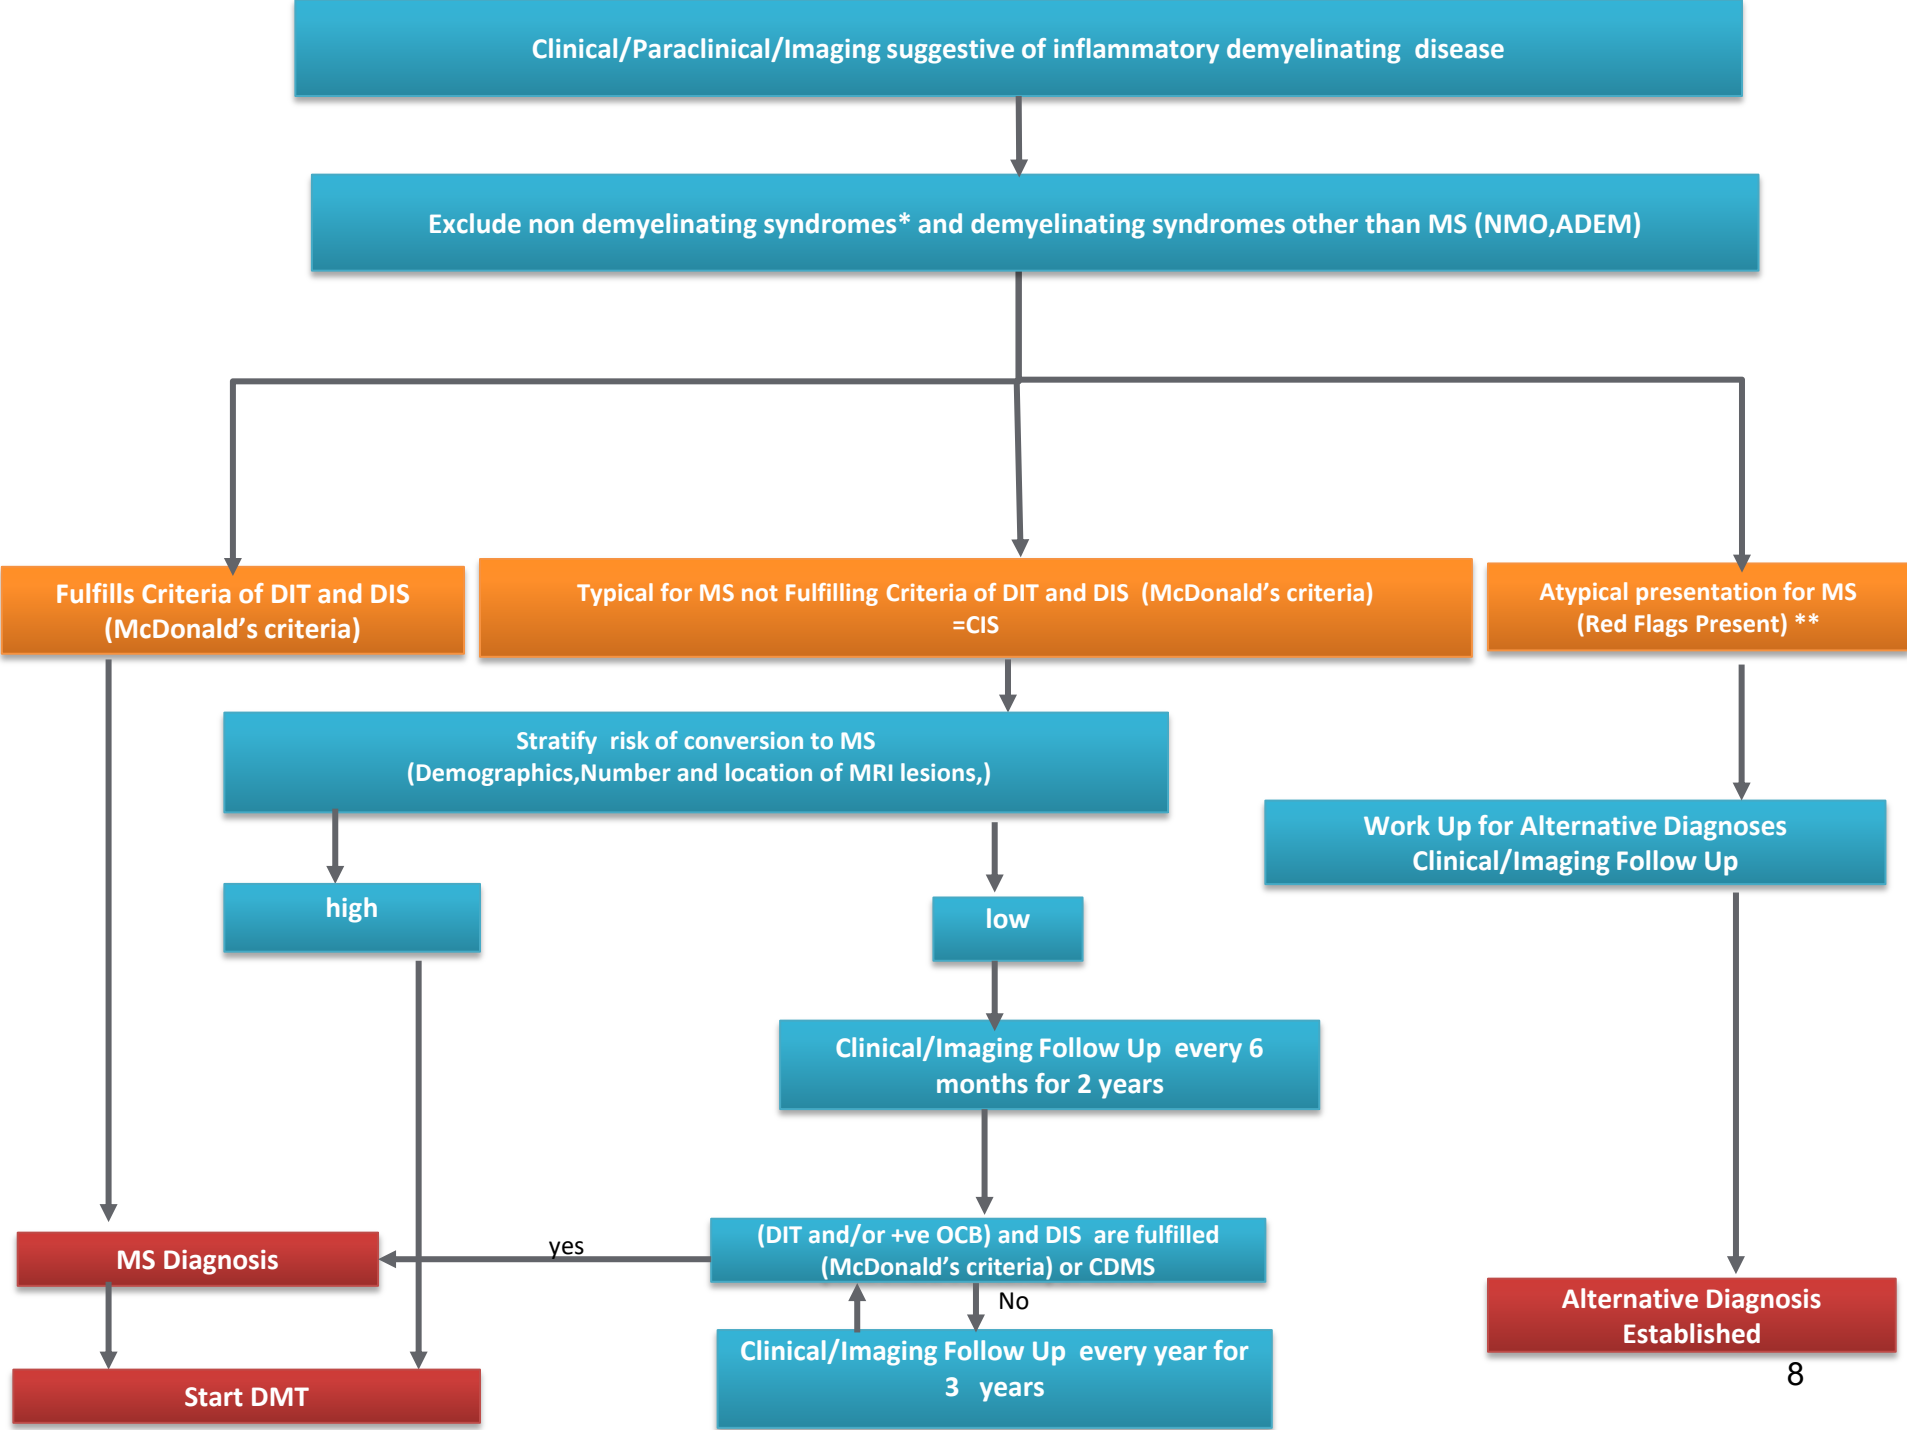 Clinical/Paraclinical/Imaging suggestive of inflammatory demyelinating disease
Exclude non demyelinating syndromes* and demyelinating syndromes other than MS (NMO,ADEM)
Fulfills Criteria of DIT and DIS
(McDonald's criteria)
Typical for MS not Fulfilling Criteria of DIT and DIS (McDonald's criteria)
=CIS
Atypical presentation for MS
(Red Flags Present) **
Stratify risk of conversion to MS
(Demographics,Number and location of MRI lesions,)
Work Up for Alternative Diagnoses
Clinical/Imaging Follow Up
high
low
Clinical/Imaging Follow Up every 6
months for 2 years
(DIT and/or +ve OCB) and DIS are fulfilled
(McDonald's criteria) or CDMS
yes
MS Diagnosis
No
Clinical/Imaging Follow Up every year for
3 years
Alternative Diagnosis
Established
Start DMT
8